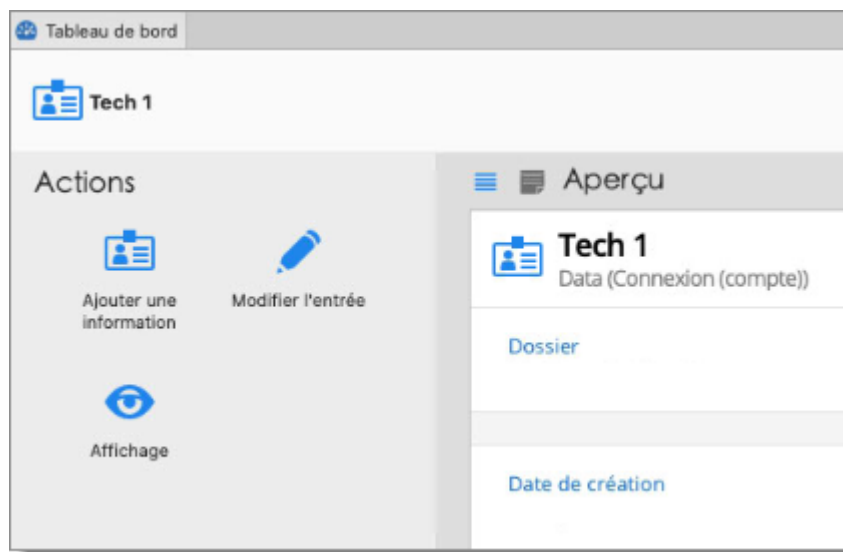 Tableau de bord
Tech 1
Actions
Ajouter une
information
Modifier l'entrée
Affichage
Aperçu
Tech 1
Data (Connexion (compte))
Dossier
Date de création